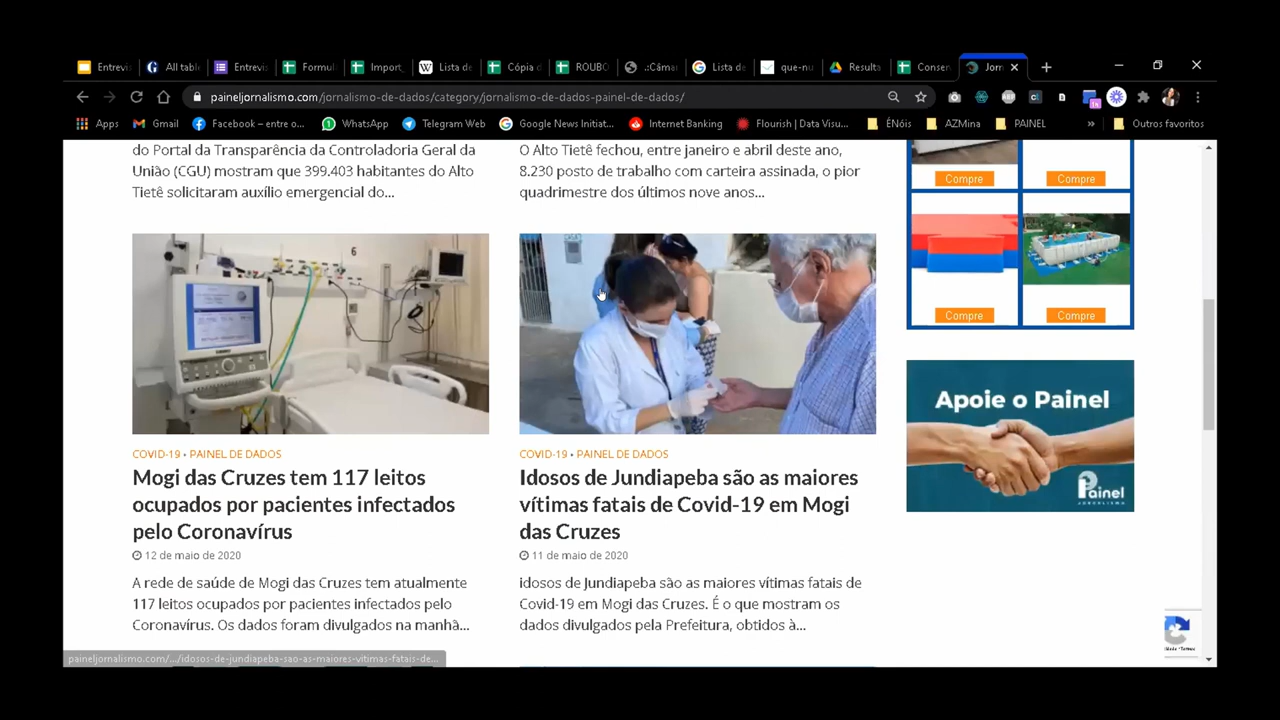 Entrevi
All table
Entrevis
Formul
Import_
Lista de
Cópia d
ROUBO
.:Câmar
Lista de
que-nu
Resulta
Conser
Jorn
paineljornalismo.com/jornalismo-de-dados/category/jornalismo-de-dados-painel-de-dados/
Apps
Gmail
Facebook – entre o...
WhatsApp
Telegram Web
Google News Initiat...
Internet Banking
Flourish | Data Visu...
ÉNóis
AZMina
PAINEL
»
Outros favoritos
do Portal da Transparência da Controladoria Geral da
União (CGU) mostram que 399.403 habitantes do Alto
Tietê solicitaram auxílio emergencial do...
O Alto Tietê fechou, entre janeiro e abril deste ano,
8.230 posto de trabalho com carteira assinada, o pior
quadrimestre dos últimos nove anos...
Compre
Compre
Compre
Compre
6
COVID-19 • PAINEL DE DADOS
Mogi das Cruzes tem 117 leitos
ocupados por pacientes infectados
pelo Coronavírus
12 de maio de 2020
A rede de saúde de Mogi das Cruzes tem atualmente
117 leitos ocupados por pacientes infectados pelo
Coronavírus. Os dados foram divulgados na manhã...
COVID-19 • PAINEL DE DADOS
Idosos de Jundiapeba são as maiores
vítimas fatais de Covid-19 em Mogi
das Cruzes
11 de maio de 2020
idosos de Jundiapeba são as maiores vítimas fatais de
Covid-19 em Mogi das Cruzes. É o que mostram os
dados divulgados pela Prefeitura, obtidos à...
Apoie o Painel
Painel
JORNALISMO
paineljornalismo.com/.../idosos-de-jundiapeba-sao-as-maiores-vitimas-fatais-de...